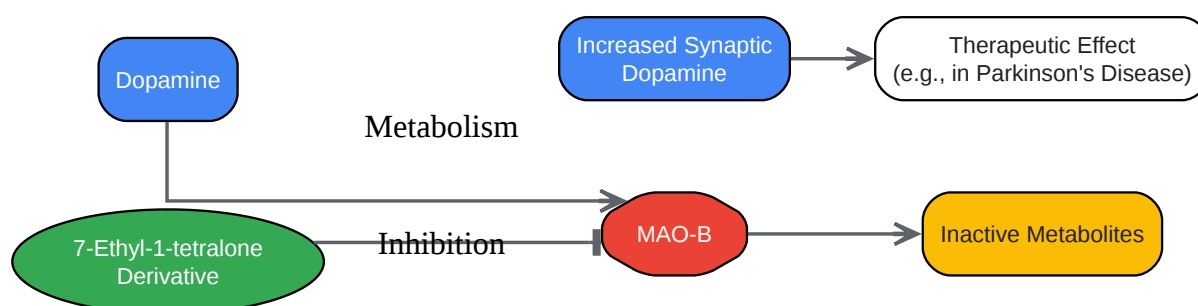 Dopamine
Increased Synaptic
Dopamine
Therapeutic Effect
(e.g., in Parkinson's Disease)
Metabolism
7-Ethyl-1-tetralone
Derivative
Inhibition
MAO-B
Inactive Metabolites